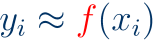 yᵢ ≈ f(xᵢ)